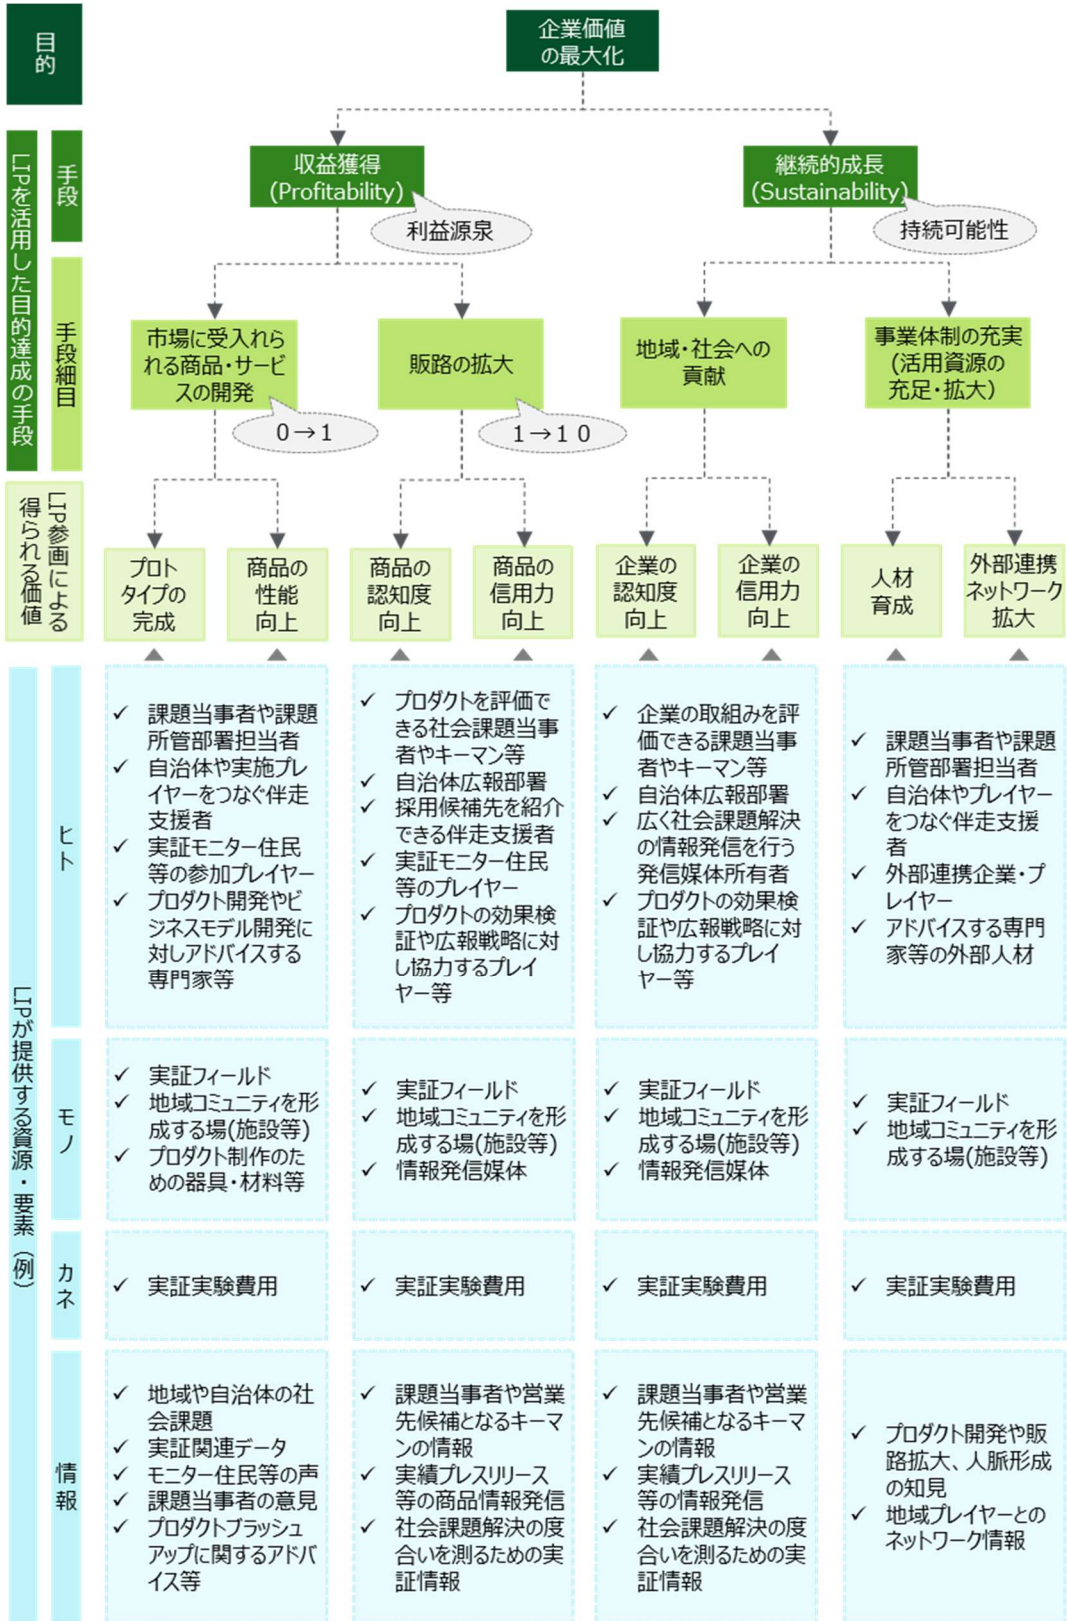 目的
企業価値
の最大化
LIPを活用した目的達成の手段
手段
収益獲得
(Profitability)
利益源泉
継続的成長
(Sustainability)
持続可能性
手段細目
市場に受入れら
れる商品・サービ
スの開発
0→1
販路の拡大
1→10
地域・社会への
貢献
事業体制の充実
(活用資源の
充足・拡大)
LIP参画による
得られる価値
プロト
タイプの
完成
商品の
性能
向上
商品の
認知度
向上
商品の
信用力
向上
企業の
認知度
向上
企業の
信用力
向上
人材
育成
外部連携
ネットワーク
拡大
LIPが提供する資源・要素（例）
ヒト
✓ 課題当事者や課題
所管部署担当者
✓ 自治体や実施プレ
イヤーをつなぐ伴走
支援者
✓ 実証モニター住民
等の参加プレイヤー
✓ プロダクト開発やビ
ジネスモデル開発に
対しアドバイスする
専門家等
✓ プロダクトを評価で
きる社会課題当事
者やキーマン等
✓ 自治体広報部署
✓ 採用候補先を紹介
できる伴走支援者
✓ 実証モニター住民
等のプレイヤー
✓ プロダクトの効果検
証や広報戦略に対
し協力するプレイ
ヤー等
✓ 企業の取組みを評
価できる課題当事
者やキーマン等
✓ 自治体広報部署
✓ 広く社会課題解決
の情報発信を行う
発信媒体所有者
✓ プロダクトの効果検
証や広報戦略に対
し協力するプレイ
ヤー等
✓ 課題当事者や課題
所管部署担当者
✓ 自治体やプレイヤー
をつなぐ伴走支援
者
✓ 外部連携企業・プ
レイヤー
✓ アドバイスする専門
家等の外部人材
モノ
✓ 実証フィールド
✓ 地域コミュニティを形
成する場(施設等)
✓ プロダクト制作のた
めの器具・材料等
✓ 実証フィールド
✓ 地域コミュニティを形
成する場(施設等)
✓ 情報発信媒体
✓ 実証フィールド
✓ 地域コミュニティを形
成する場(施設等)
✓ 情報発信媒体
✓ 実証フィールド
✓ 地域コミュニティを形
成する場(施設等)
カネ
✓ 実証実験費用
✓ 実証実験費用
✓ 実証実験費用
✓ 実証実験費用
情報
✓ 地域や自治体の社
会課題
✓ 実証関連データ
✓ モニター住民等の声
✓ 課題当事者の意見
✓ プロダクトブラッシュ
アップに関するアドバ
イス等
✓ 課題当事者や営業
先候補となるキーマ
ンの情報
✓ 実績プレスリリース
等の商品情報発信
✓ 社会課題解決の度
合いを測るための実
証情報
✓ 課題当事者や営業
先候補となるキーマ
ンの情報
✓ 実績プレスリリース
等の情報発信
✓ 社会課題解決の度
合いを測るための実
証情報
✓ プロダクト開発や販
路拡大、人脈形成
の知見
✓ 地域プレイヤーとの
ネットワーク情報